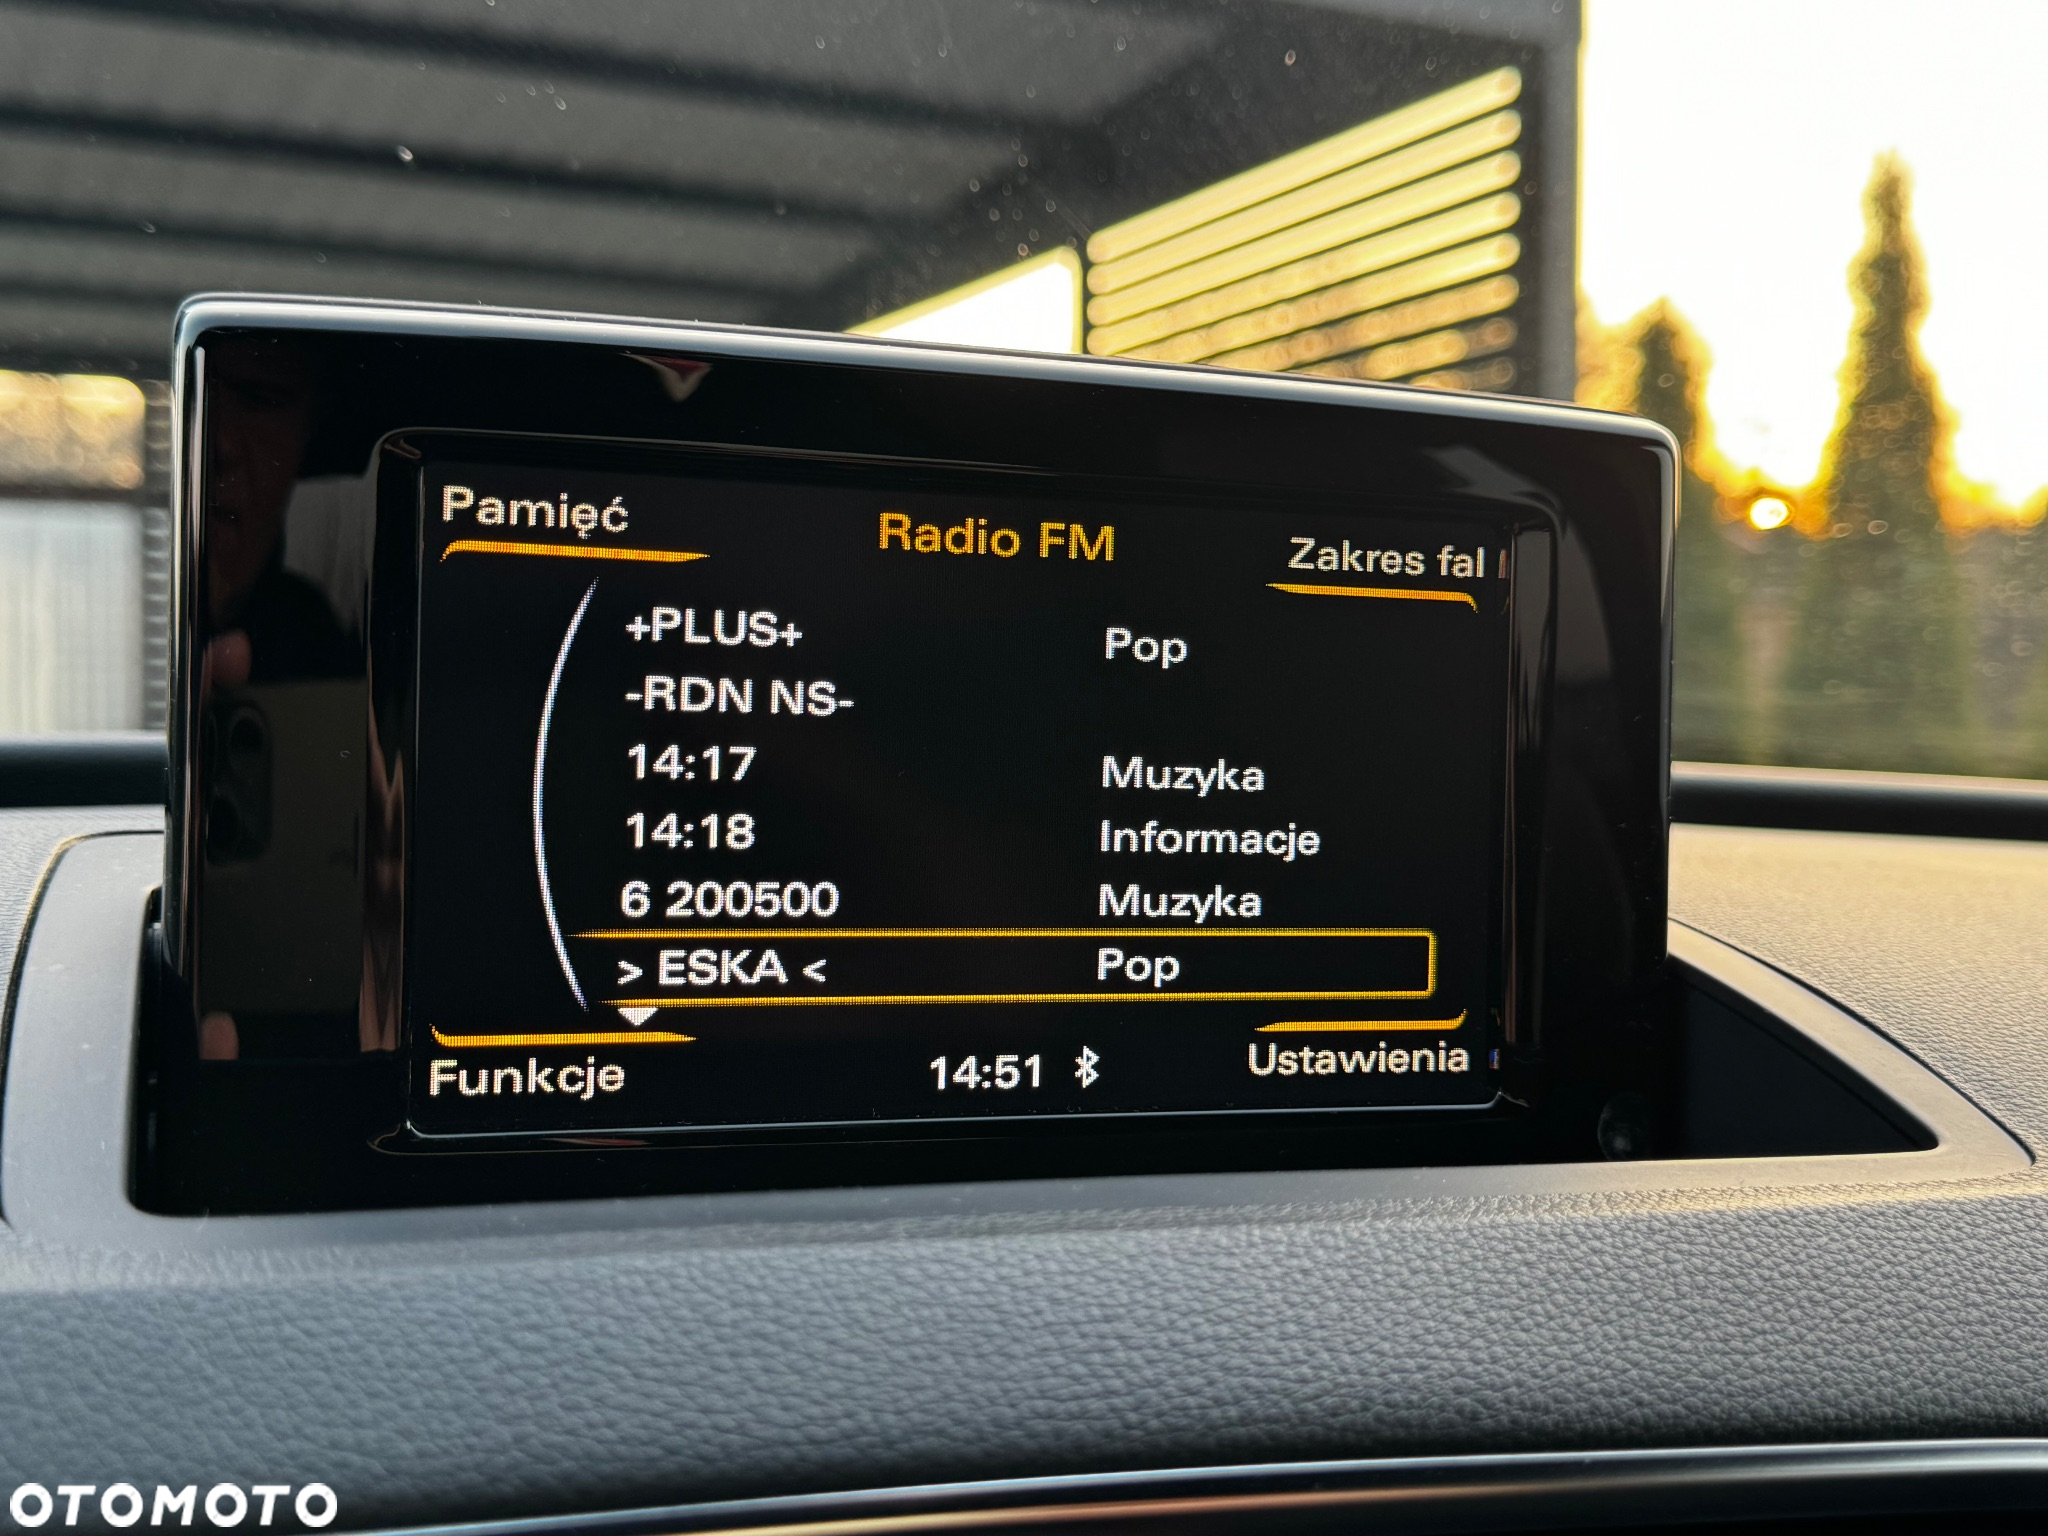 Pamięć
Radio FM
Zakres fal
+PLUS+ Pop
-RDN NS-
14:17 Muzyka
14:18 Informacje
6 200500 Muzyka
> ESKA < Pop
Funkcje
14:51
Ustawienia
OTOMOTO